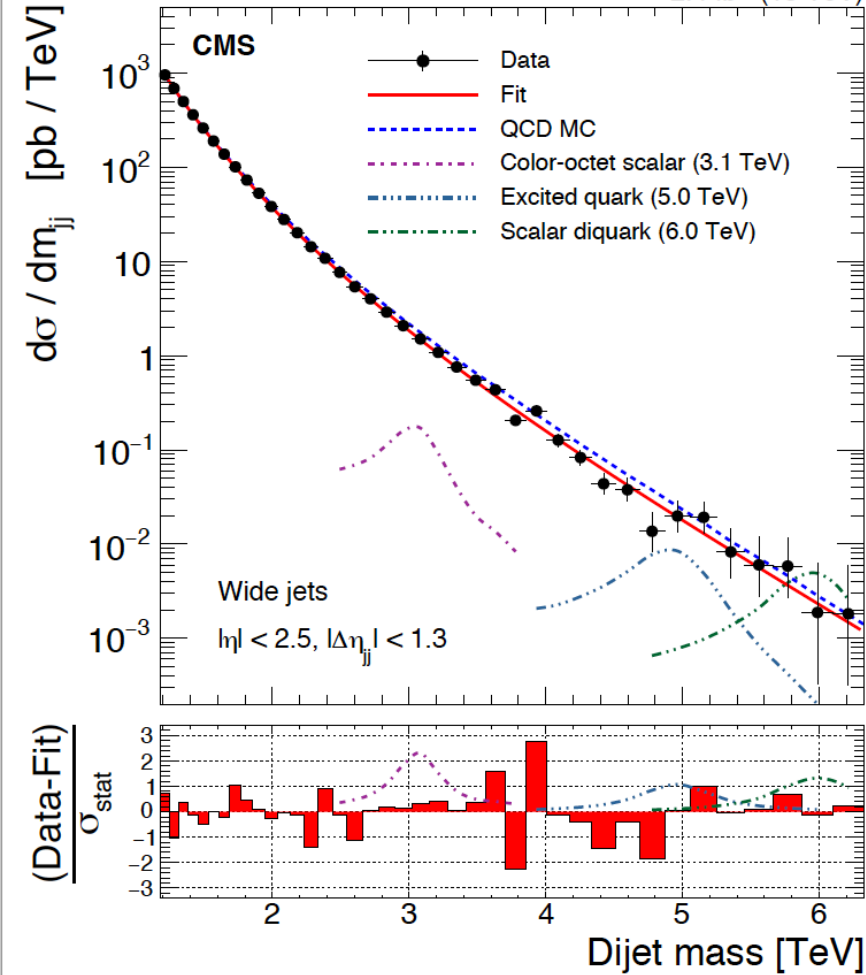 CMS
Data
Fit
QCD MC
Color-octet scalar (3.1 TeV)
Excited quark (5.0 TeV)
Scalar diquark (6.0 TeV)
dσ / dm_jj [pb / TeV]
10³
10²
10
1
10⁻¹
10⁻²
10⁻³
Wide jets
|η| < 2.5, |Δη_jj| < 1.3
(Data-Fit)
σ_stat
3
2
1
0
−1
−2
−3
2 3 4 5 6
Dijet mass [TeV]